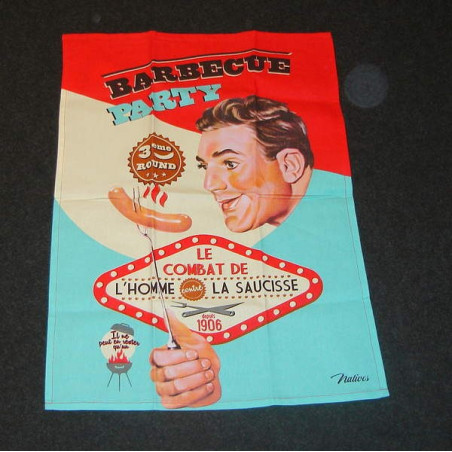 BARBECUE
PARTY
3ème
ROUND
LE
COMBAT DE
L'HOMME contre LA SAUCISSE
depuis
1906
Il ne
peut en rester
qu'un
Natives